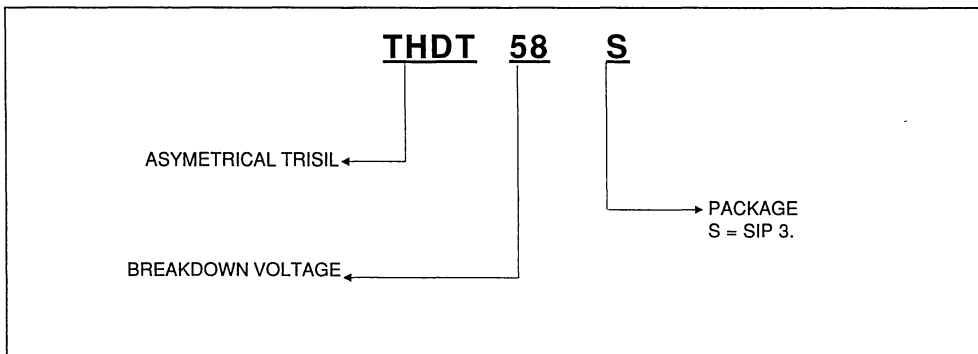 THDT 58 S
ASYMETRICAL TRISIL
PACKAGE
S = SIP 3.
BREAKDOWN VOLTAGE